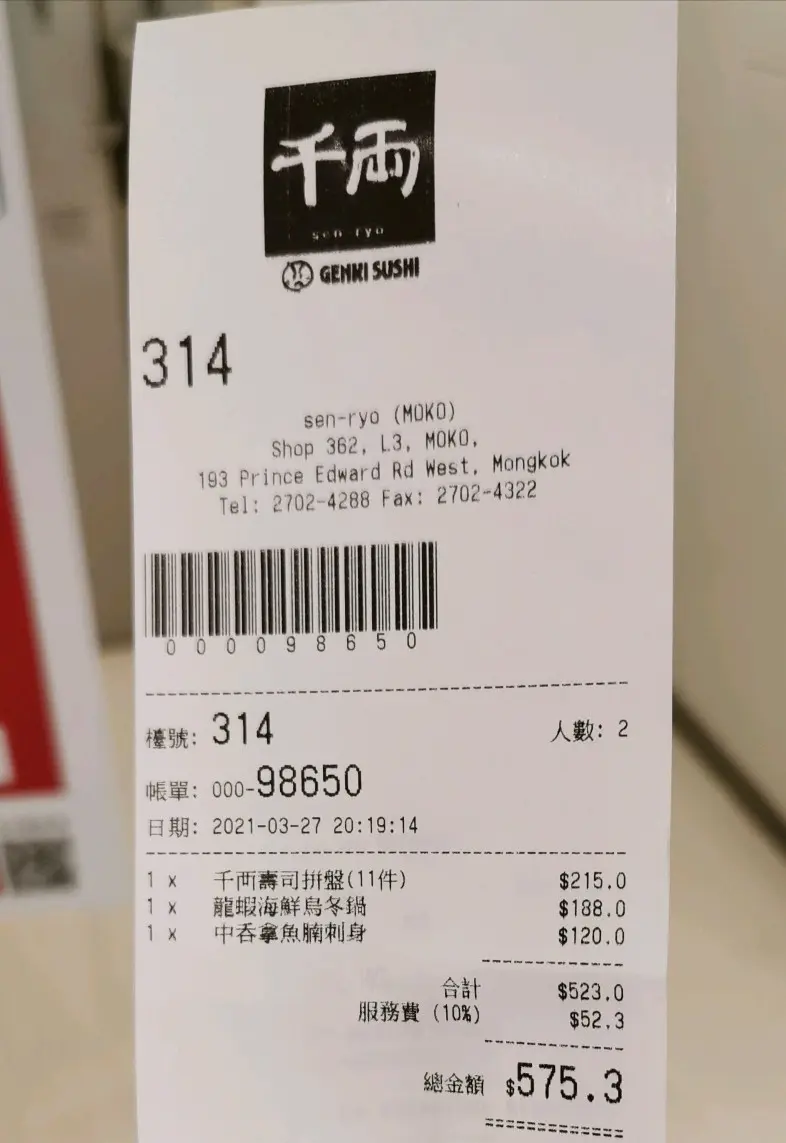 千両
sen-ryo
GENKI SUSHI
314
sen-ryo (MOKO)
Shop 362, L3, MOKO,
193 Prince Edward Rd West, Mongkok
Tel: 2702-4288 Fax: 2702-4322
000098650
檯號: 314 人數: 2
帳單: 000-98650
日期: 2021-03-27 20:19:14
1 x 千両壽司拼盤(11件) $215.0
1 x 龍蝦海鮮烏冬鍋 $188.0
1 x 中吞拿魚腩刺身 $120.0
合計 $523.0
服務費 (10%) $52.3
總金額 $575.3